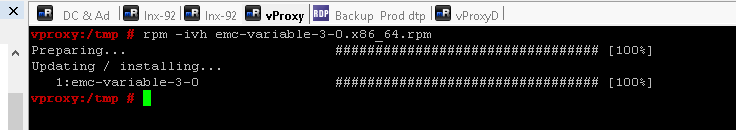 DC & Ad
lnx-92
lnx-92
vProxy
RDP
Backup Prod dtp
vProxyD
vproxy:/tmp # rpm -ivh emc-variable-3-0.x86_64.rpm
Preparing... ################################# [100%]
Updating / installing...
1:emc-variable-3-0 ################################# [100%]
vproxy:/tmp #